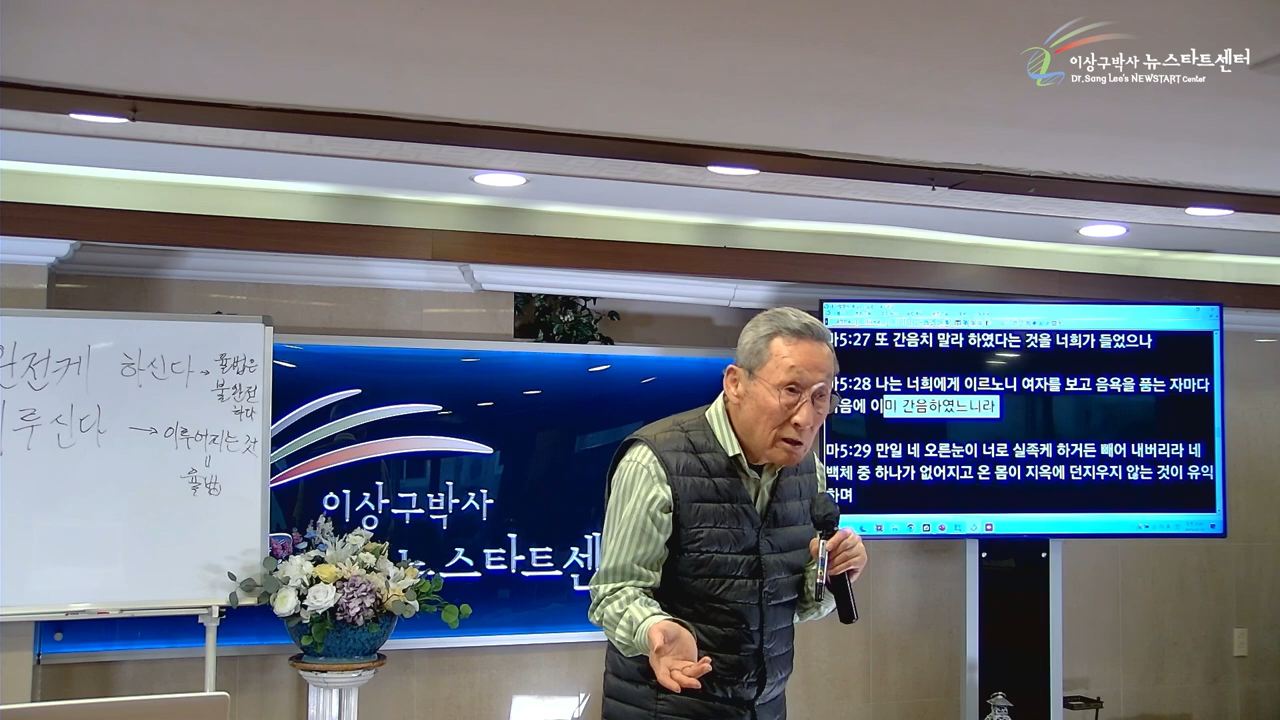 이상구박사 뉴스타트센터
Dr. Sang Lee's NEWSTART Center
완전케 하신다 → 율법은
불완전
하다
루신다 → 이루어지는 것
율법
이상구박사
뉴스타트센
마5:27 또 간음치 말라 하였다는 것을 너희가 들었으나
마5:28 나는 너희에게 이르노니 여자를 보고 음욕을 품는 자마다
음에 이미 간음하였느니라
마5:29 만일 네 오른눈이 너로 실족케 하거든 빼어 내버리라 네
백체 중 하나가 없어지고 온 몸이 지옥에 던지우지 않는 것이 유익
하며